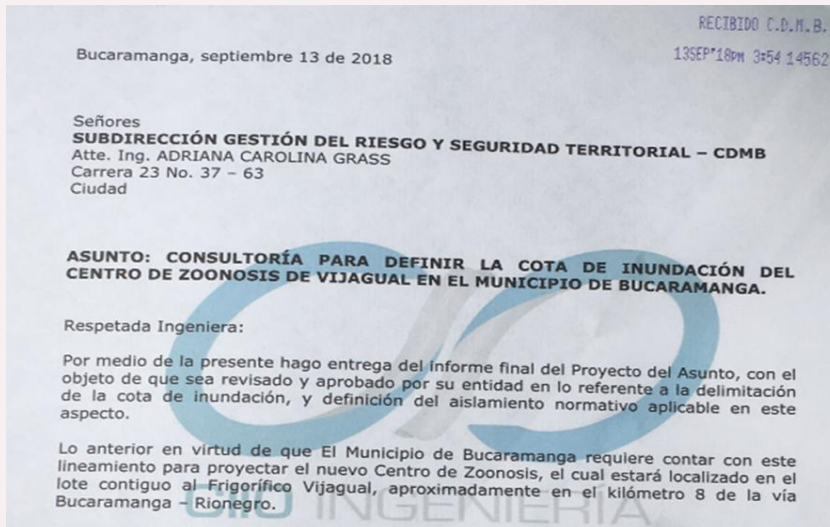 RECIBIDO C.D.M.B.
13SEP'18PM 3:54 14562
Bucaramanga, septiembre 13 de 2018
Señores
SUBDIRECCIÓN GESTIÓN DEL RIESGO Y SEGURIDAD TERRITORIAL – CDMB
Atte. Ing. ADRIANA CAROLINA GRASS
Carrera 23 No. 37 – 63
Ciudad
ASUNTO: CONSULTORÍA PARA DEFINIR LA COTA DE INUNDACIÓN DEL
CENTRO DE ZOONOSIS DE VIJAGUAL EN EL MUNICIPIO DE BUCARAMANGA.
Respetada Ingeniera:
Por medio de la presente hago entrega del informe final del Proyecto del Asunto, con el
objeto de que sea revisado y aprobado por su entidad en lo referente a la delimitación
de la cota de inundación, y definición del aislamiento normativo aplicable en este
aspecto.
Lo anterior en virtud de que El Municipio de Bucaramanga requiere contar con este
lineamiento para proyectar el nuevo Centro de Zoonosis, el cual estará localizado en el
lote contiguo al Frigorífico Vijagual, aproximadamente en el kilómetro 8 de la vía
Bucaramanga – Rionegro.
INGENIERÍA